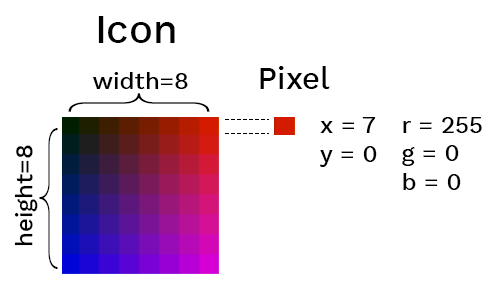 Icon
width=8
height=8
Pixel
x = 7
y = 0
r = 255
g = 0
b = 0